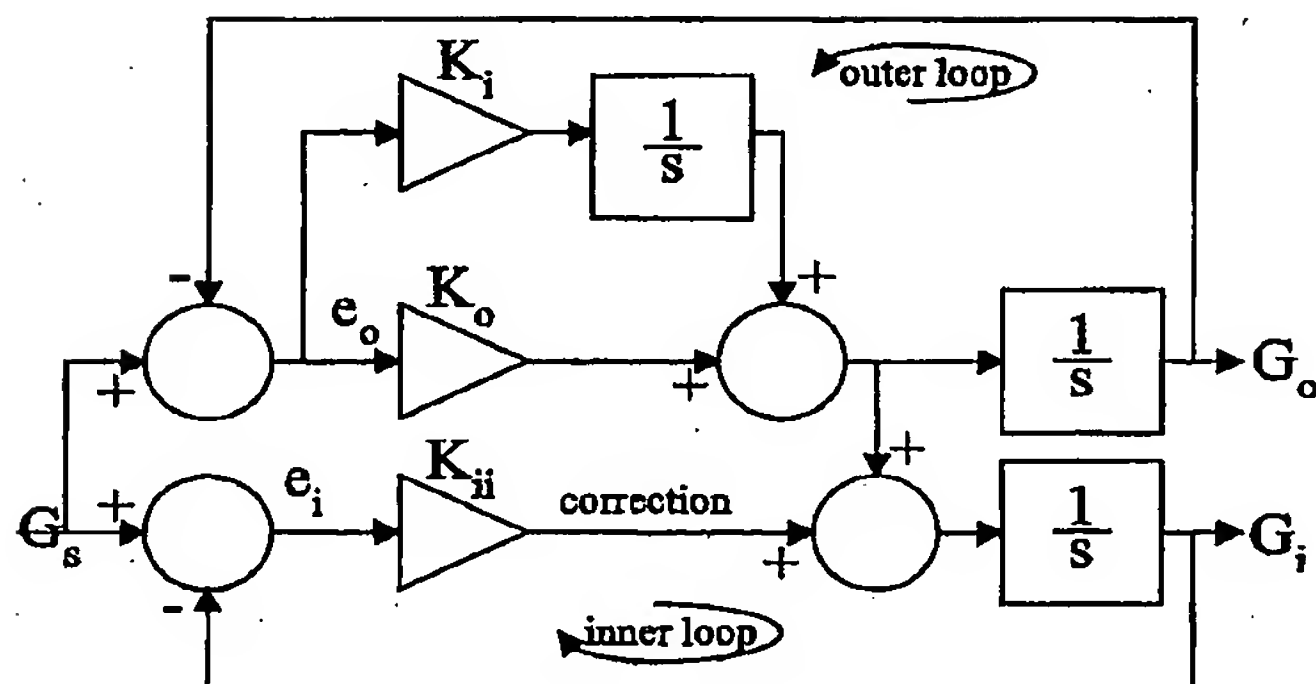 K_i
outer loop
1/s
-
+
e_o
K_o
+
+
1/s
G_o
G_s
+
e_i
K_ii
correction
+
+
1/s
G_i
-
inner loop